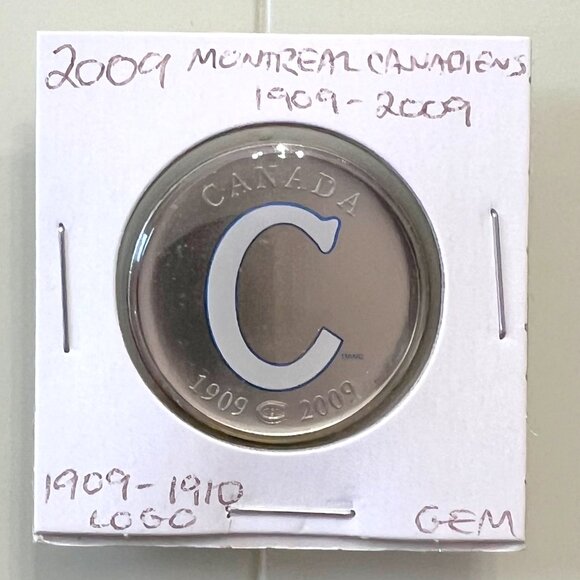 2009 MONTREAL CANADIENS
1909-2009
CANADA
C
1909 2009
1909-1910
LOGO
GEM